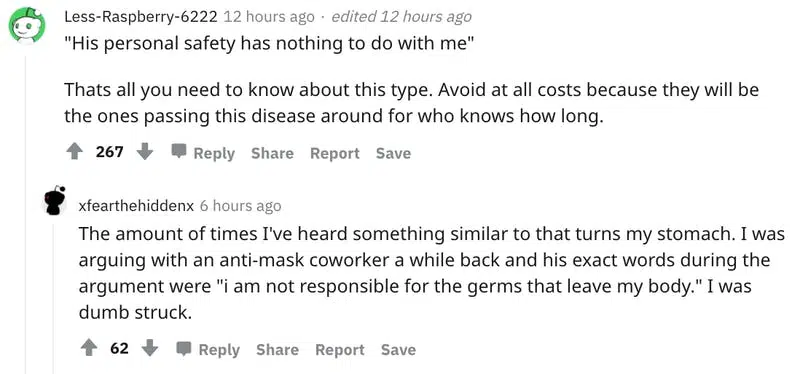 Less-Raspberry-6222 12 hours ago · edited 12 hours ago
"His personal safety has nothing to do with me"
Thats all you need to know about this type. Avoid at all costs because they will be
the ones passing this disease around for who knows how long.
267 Reply Share Report Save
xfearthehiddenx 6 hours ago
The amount of times I've heard something similar to that turns my stomach. I was
arguing with an anti-mask coworker a while back and his exact words during the
argument were "i am not responsible for the germs that leave my body." I was
dumb struck.
62 Reply Share Report Save